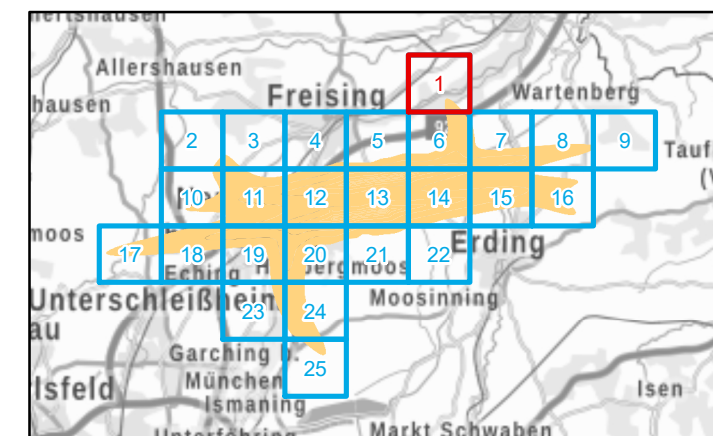 Allershausen
hausen
Freising
1
Wartenberg
2 3 4 5 6 7 8 9
Tauf
10 11 12 13 14 15 16
moos
17 18 19 20 21 22
Erding
Eching
Unterschleißheim
Moosinning
au
23 24
Garching b.
München
25
lsfeld
Isen
Ismaning
Markt Schwaben